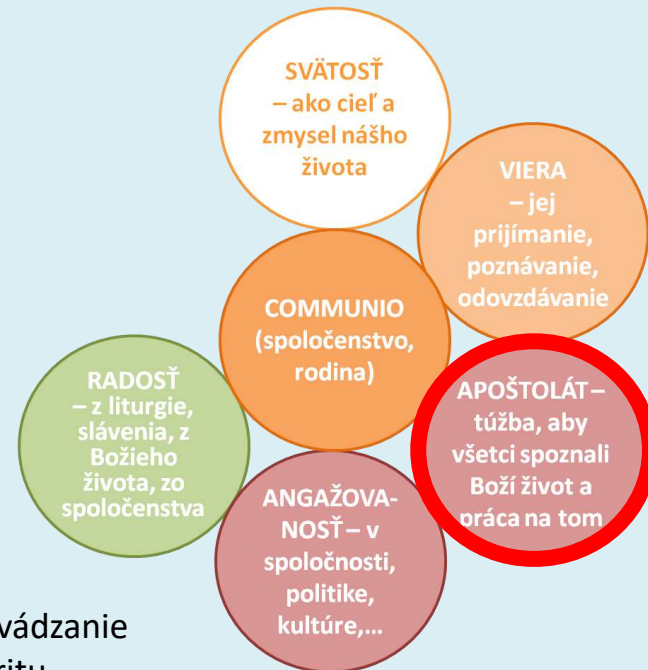 SVÄTOSŤ
– ako cieľ a
zmysel nášho
života
VIERA
– jej
prijímanie,
poznávanie,
odovzdávanie
COMMUNIO
(spoločenstvo,
rodina)
RADOSŤ
– z liturgie,
slávenia, z
Božieho
života, zo
spoločenstva
APOŠTOLÁT –
túžba, aby
všetci spoznali
Boží život a
práca na tom
ANGAŽOVA-
NOSŤ – v
spoločnosti,
politike,
kultúre,...
vádzanie